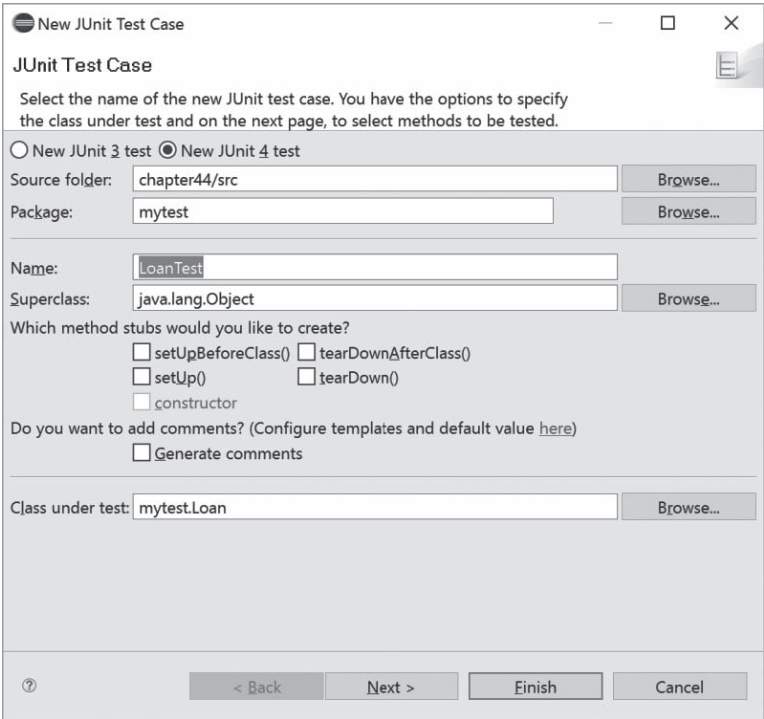 New JUnit Test Case
JUnit Test Case
Select the name of the new JUnit test case. You have the options to specify
the class under test and on the next page, to select methods to be tested.
New JUnit 3 test New JUnit 4 test
Source folder: chapter44/src Browse...
Package: mytest Browse...
Name: LoanTest
Superclass: java.lang.Object Browse...
Which method stubs would you like to create?
setUpBeforeClass() tearDownAfterClass()
setUp() tearDown()
constructor
Do you want to add comments? (Configure templates and default value here)
Generate comments
Class under test: mytest.Loan Browse...
? < Back Next > Finish Cancel